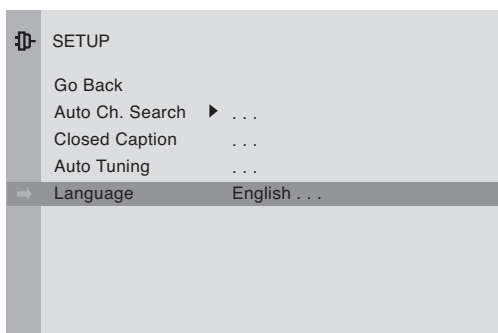 SETUP
Go Back
Auto Ch. Search ▶ . . .
Closed Caption . . .
Auto Tuning . . .
Language English . . .